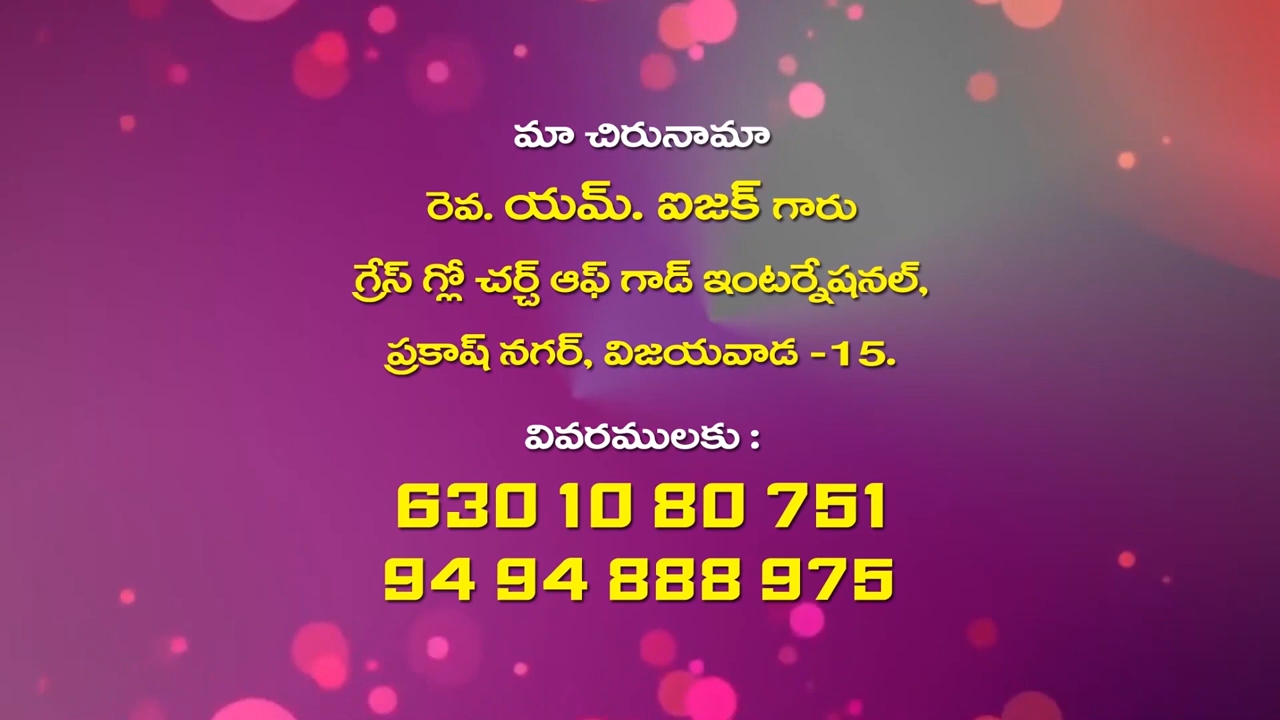 మా చిరునామా
రెవ. యమ్. ఐజక్ గారు
గ్రేస్ గ్లో చర్చ్ ఆఫ్ గాడ్ ఇంటర్నేషనల్,
ప్రకాష్ నగర్, విజయవాడ -15.
వివరములకు :
630 10 80 751
94 94 888 975